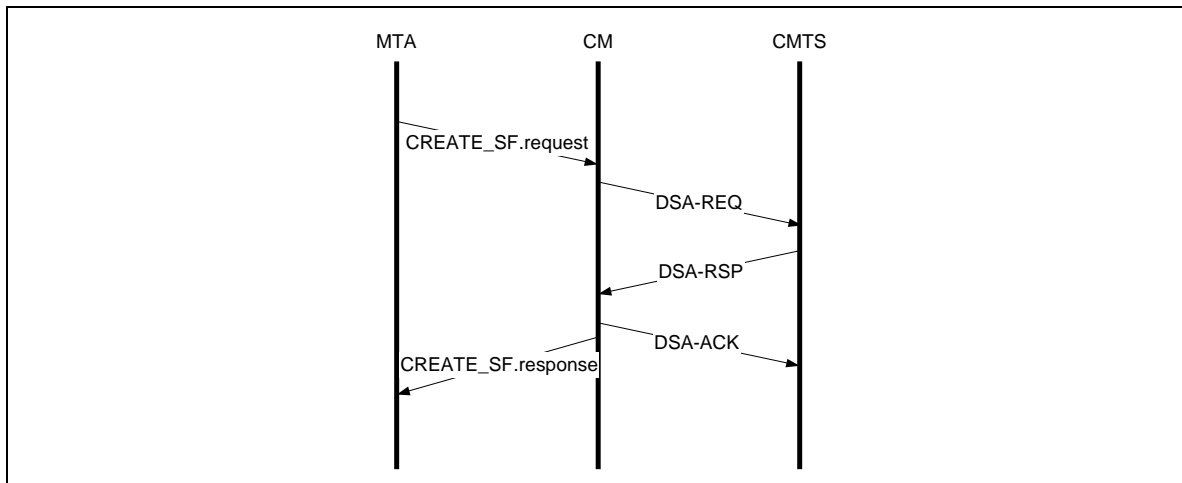 MTA CM CMTS
CREATE_SF.request
DSA-REQ
DSA-RSP
DSA-ACK
CREATE_SF.response